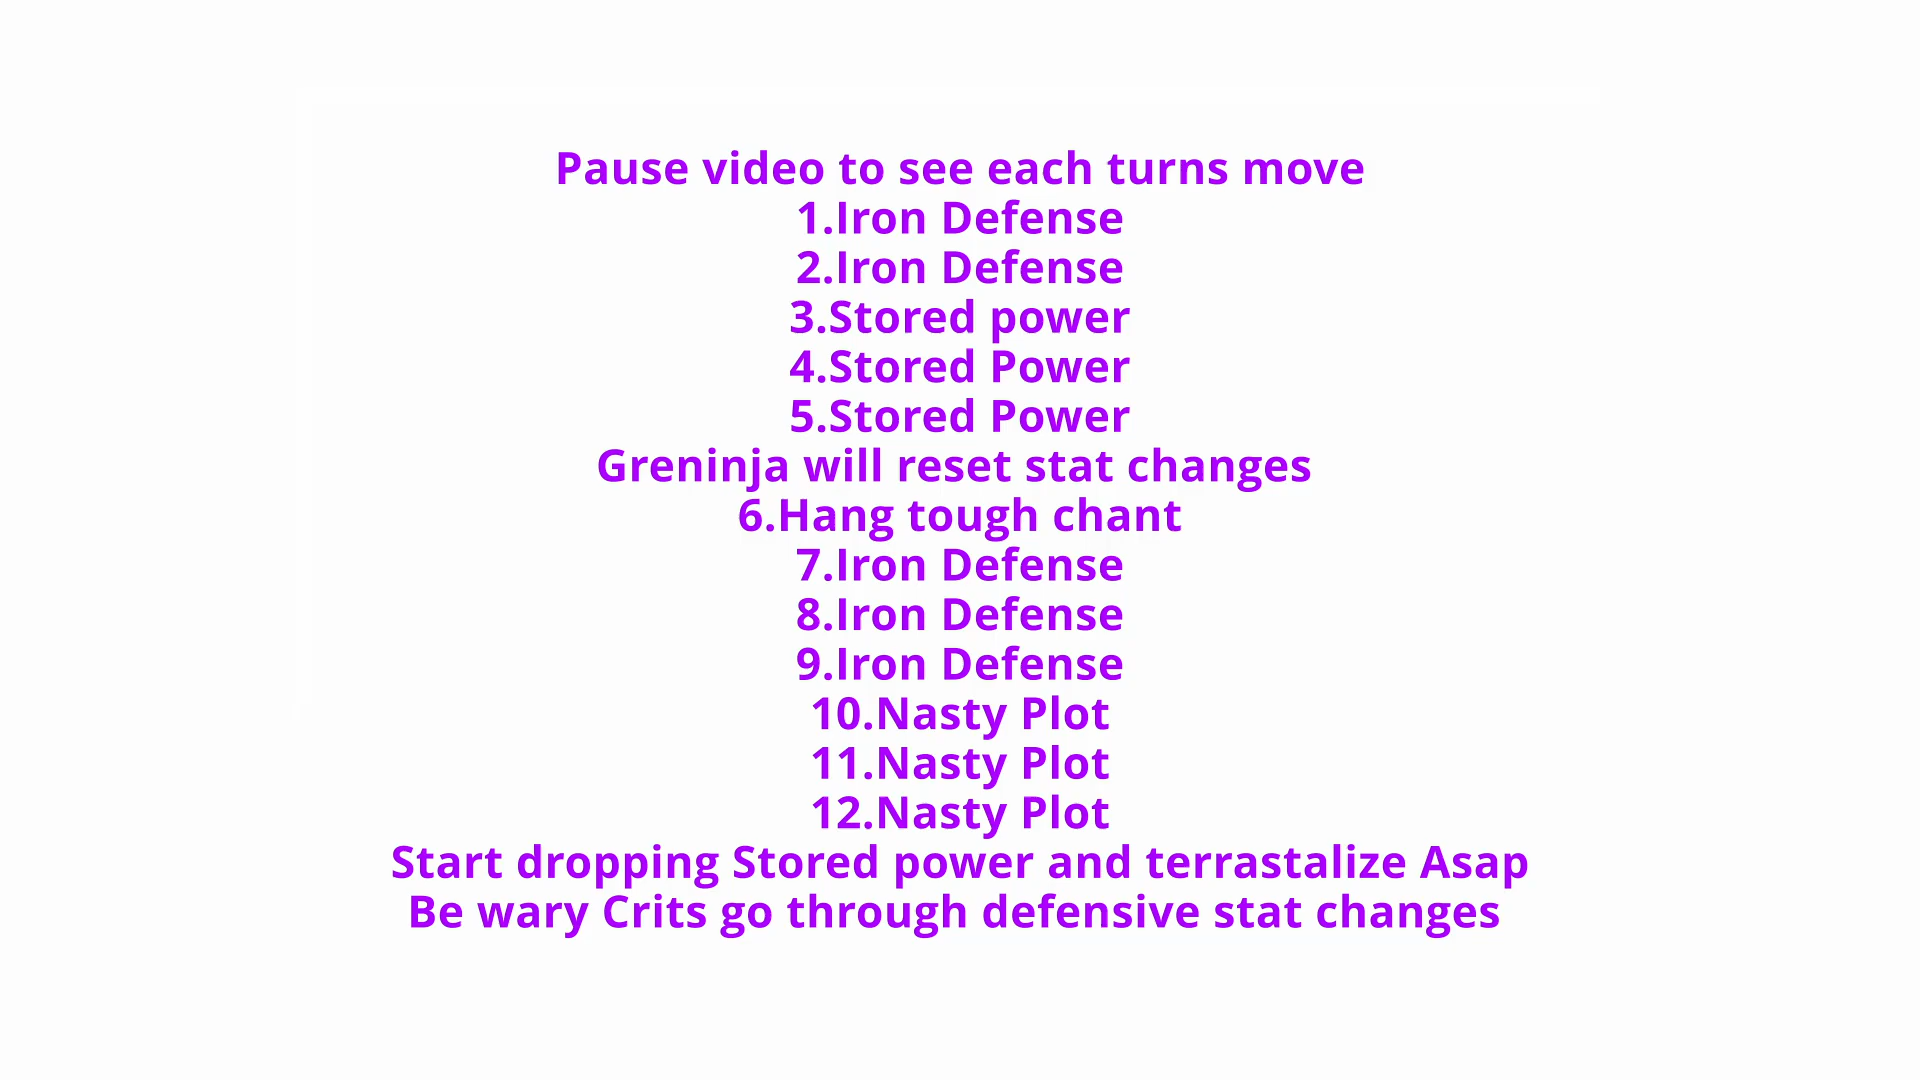 Pause video to see each turns move
1.Iron Defense
2.Iron Defense
3.Stored power
4.Stored Power
5.Stored Power
Greninja will reset stat changes
6.Hang tough chant
7.Iron Defense
8.Iron Defense
9.Iron Defense
10.Nasty Plot
11.Nasty Plot
12.Nasty Plot
Start dropping Stored power and terrastalize Asap
Be wary Crits go through defensive stat changes